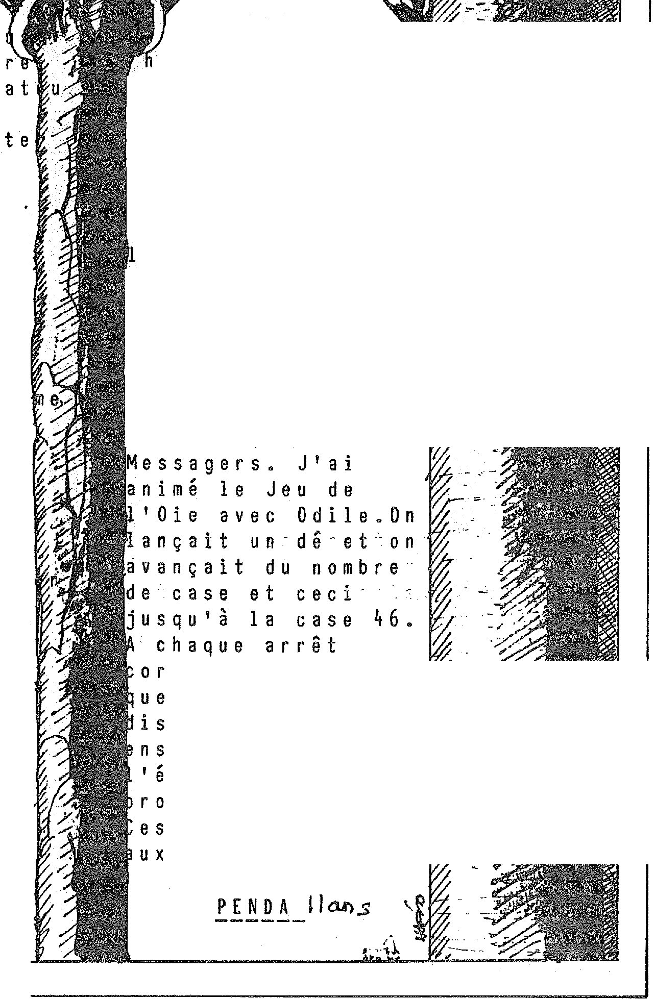 re
at u
te
me
Messagers. J'ai
animé le Jeu de
l'Oie avec Odile.On
lançait un dé et on
avançait du nombre
de case et ceci
jusqu'à la case 46.
A chaque arrêt
cor
que
dis
ens
l'é
pro
Ces
aux
PENDA 11ans